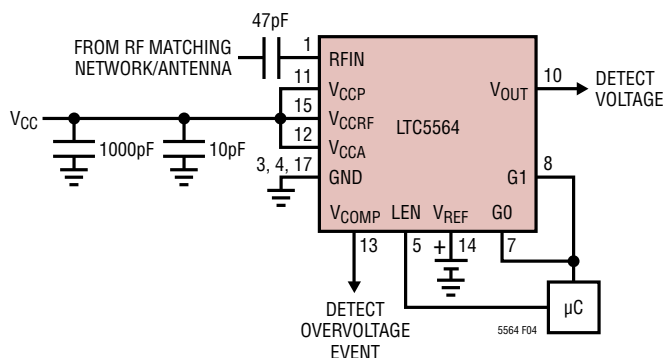 47pF
FROM RF MATCHING
NETWORK/ANTENNA
1
RFIN
11
VCCP
15
VCCRF
12
VCCA
3, 4, 17
GND
VCC
1000pF
10pF
LTC5564
VOUT
10
DETECT
VOLTAGE
G1
8
VCOMP
LEN
VREF
G0
13
5
+
14
7
DETECT
OVERVOLTAGE
EVENT
µC
5564 F04